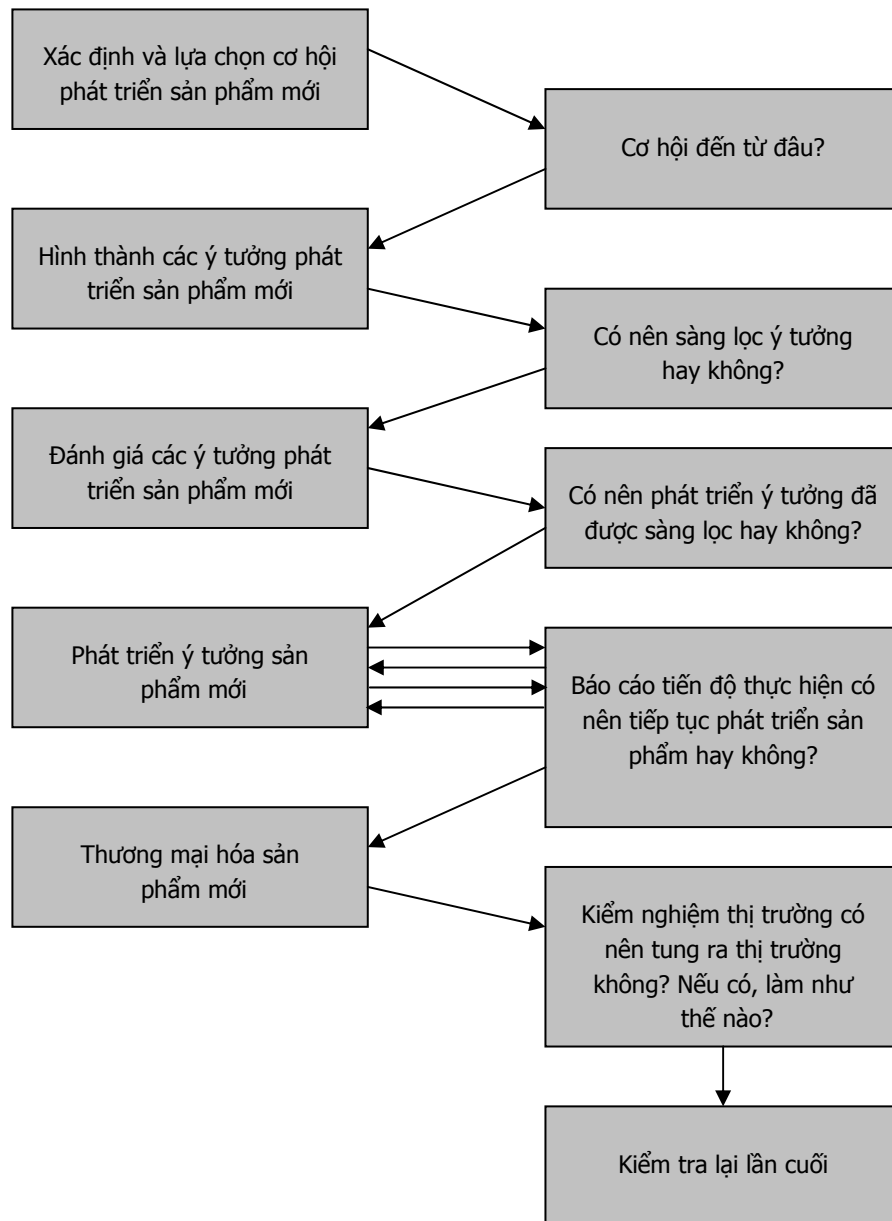 Xác định và lựa chọn cơ hội
phát triển sản phẩm mới
Cơ hội đến từ đâu?
Hình thành các ý tưởng phát
triển sản phẩm mới
Có nên sàng lọc ý tưởng
hay không?
Đánh giá các ý tưởng phát
triển sản phẩm mới
Có nên phát triển ý tưởng đã
được sàng lọc hay không?
Phát triển ý tưởng sản
phẩm mới
Báo cáo tiến độ thực hiện có
nên tiếp tục phát triển sản
phẩm hay không?
Thương mại hóa sản
phẩm mới
Kiểm nghiệm thị trường có
nên tung ra thị trường
không? Nếu có, làm như
thế nào?
Kiểm tra lại lần cuối